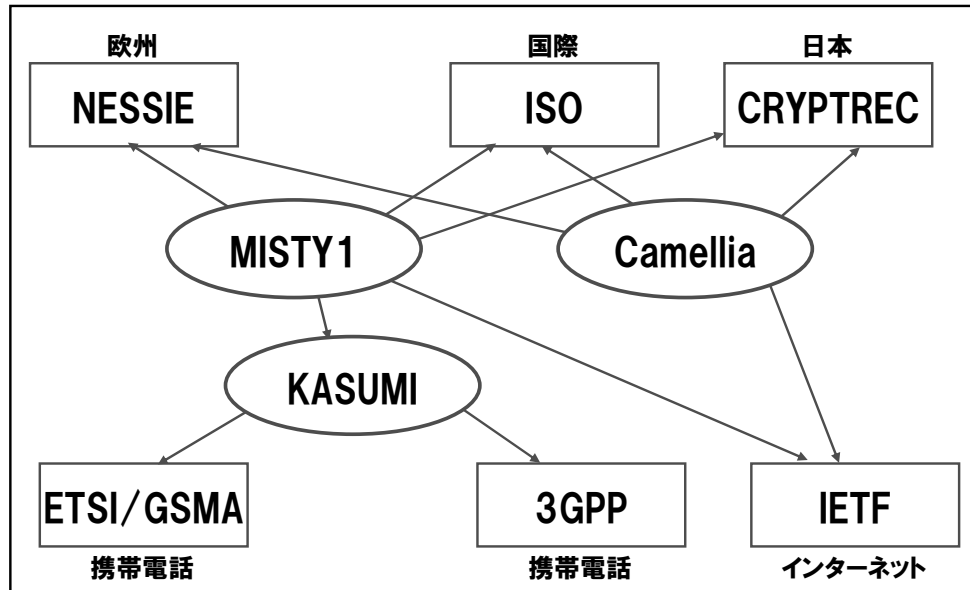 欧州
国際
日本
NESSIE
ISO
CRYPTREC
MISTY1
Camellia
KASUMI
ETSI/GSMA
3GPP
IETF
携帯電話
携帯電話
インターネット